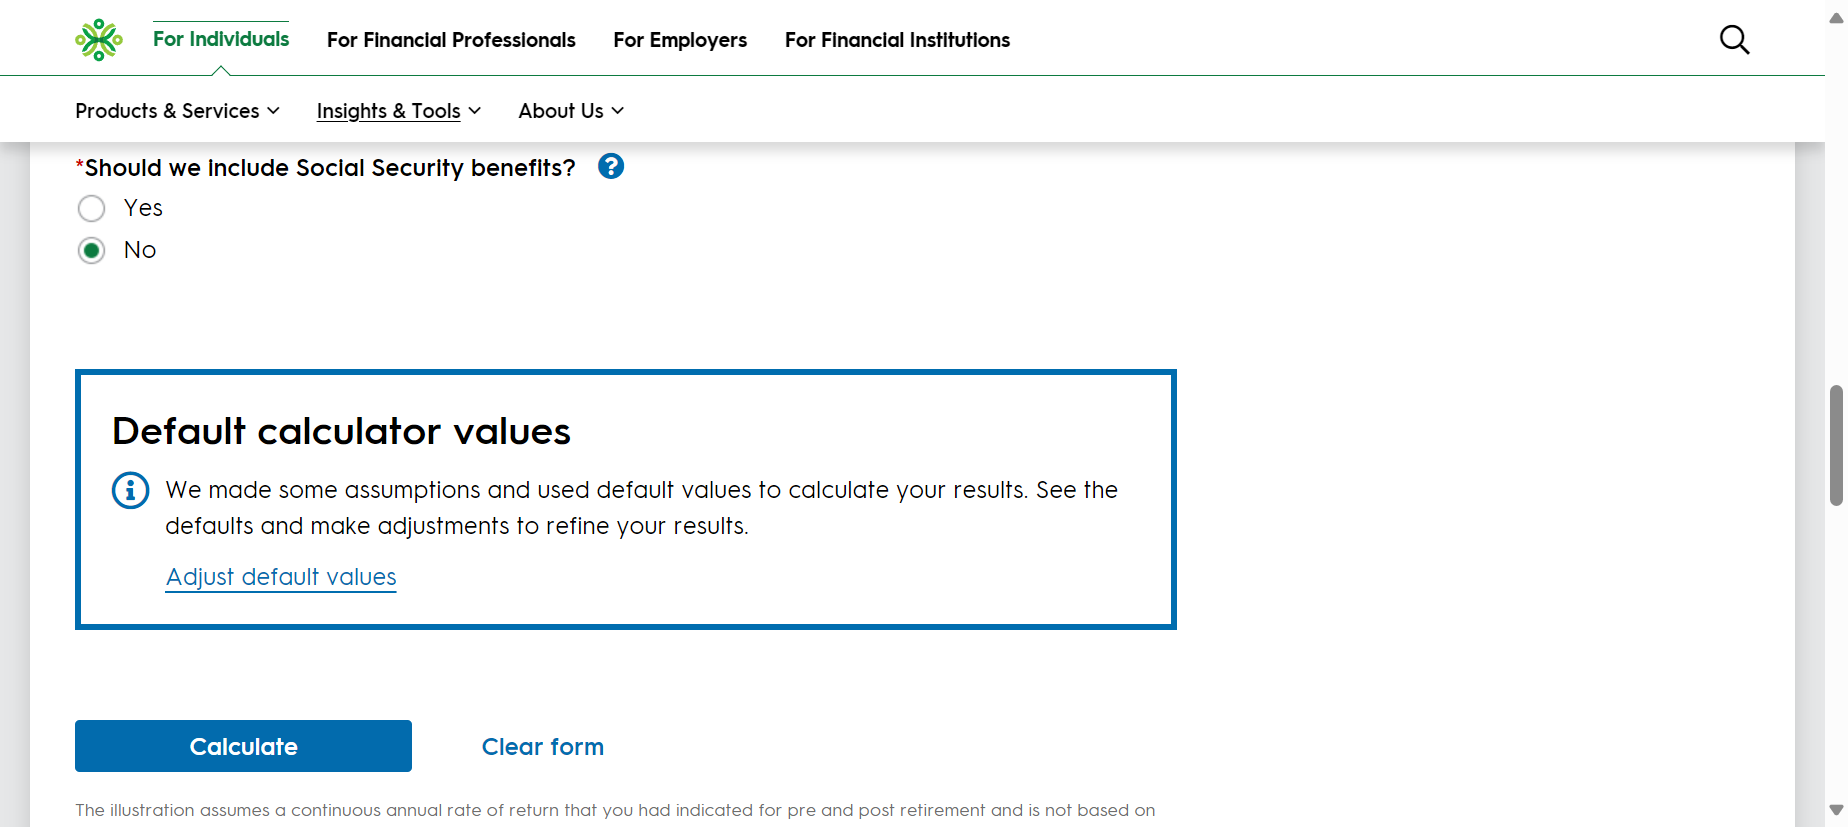 For Individuals For Financial Professionals For Employers For Financial Institutions
Products & Services Insights & Tools About Us
*Should we include Social Security benefits?
Yes
No
Default calculator values
We made some assumptions and used default values to calculate your results. See the
defaults and make adjustments to refine your results.
Adjust default values
Calculate Clear form
The illustration assumes a continuous annual rate of return that you had indicated for pre and post retirement and is not based on